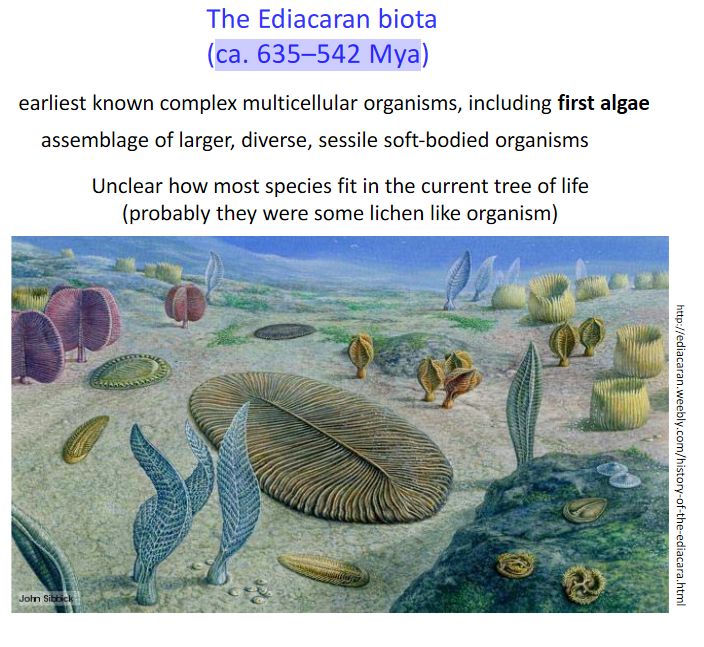 The Ediacaran biota
(ca. 635–542 Mya)
earliest known complex multicellular organisms, including first algae
assemblage of larger, diverse, sessile soft-bodied organisms
Unclear how most species fit in the current tree of life
(probably they were some lichen like organism)
http://ediacaran.weebly.com/history-of-the-ediacara.html
John Sibbick